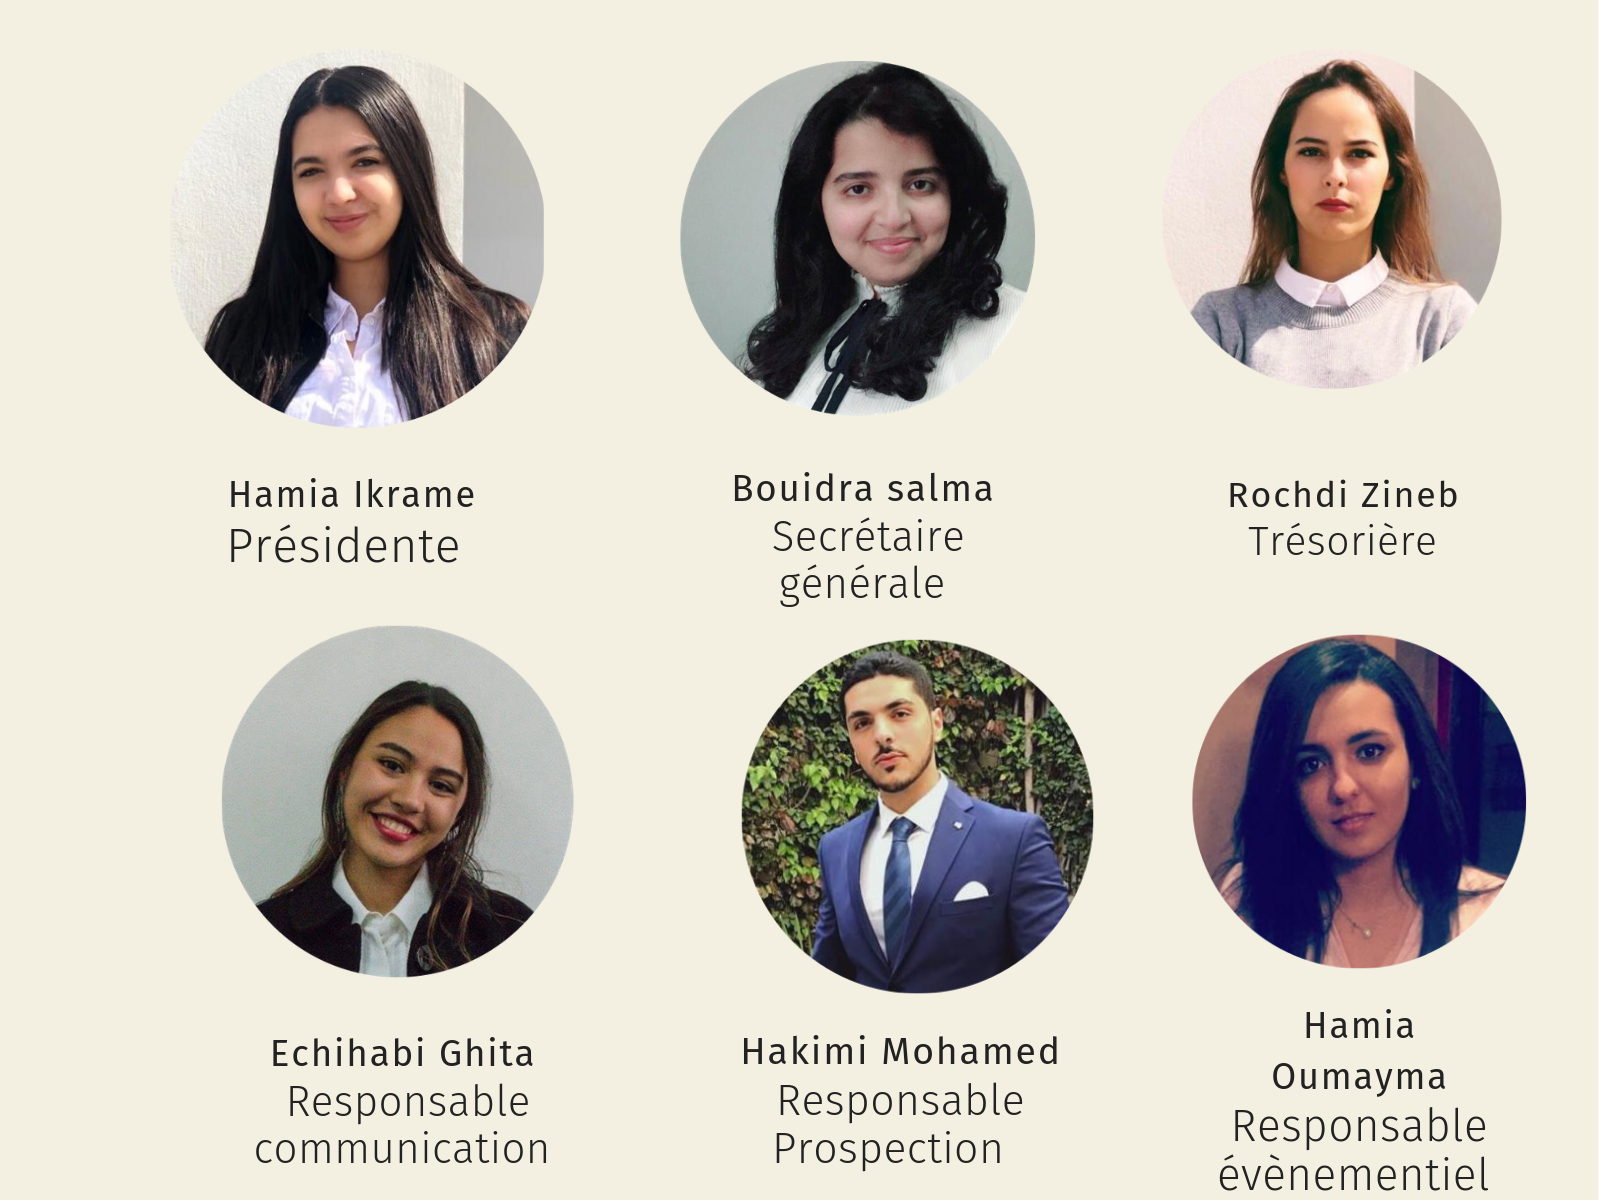 Hamia Ikrame
Présidente
Bouidra salma
Secrétaire
générale
Rochdi Zineb
Trésorière
Echihabi Ghita
Responsable
communication
Hakimi Mohamed
Responsable
Prospection
Hamia
Oumayma
Responsable
évènementiel